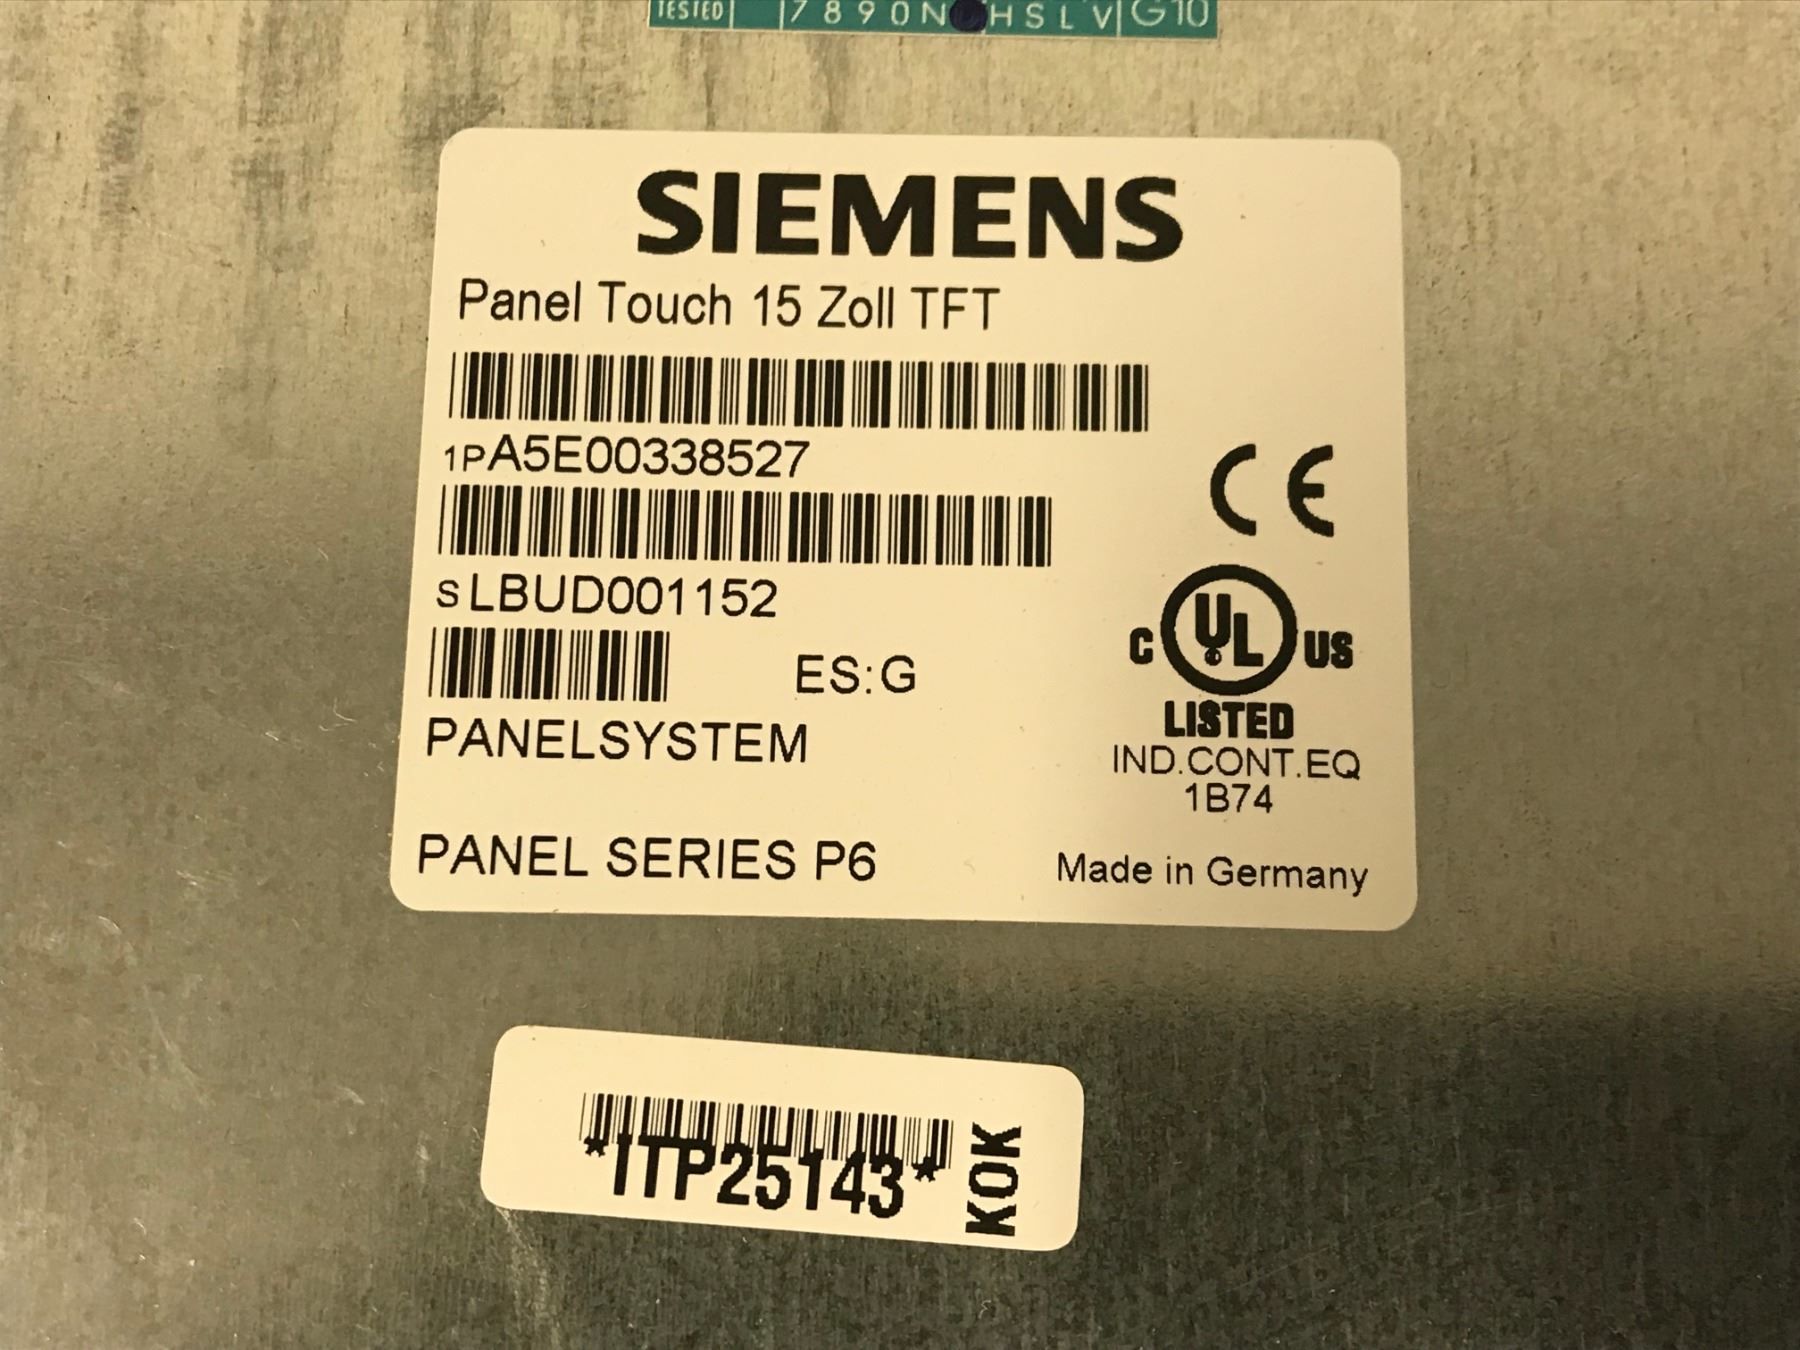 TESTED 7 8 9 0 N H S L V G10
SIEMENS
Panel Touch 15 Zoll TFT
1PA5E00338527
S LBUD001152
ES:G
PANELSYSTEM
PANEL SERIES P6
CE
C UL US
LISTED
IND.CONT.EQ
1B74
Made in Germany
*ITP25143*
KOK